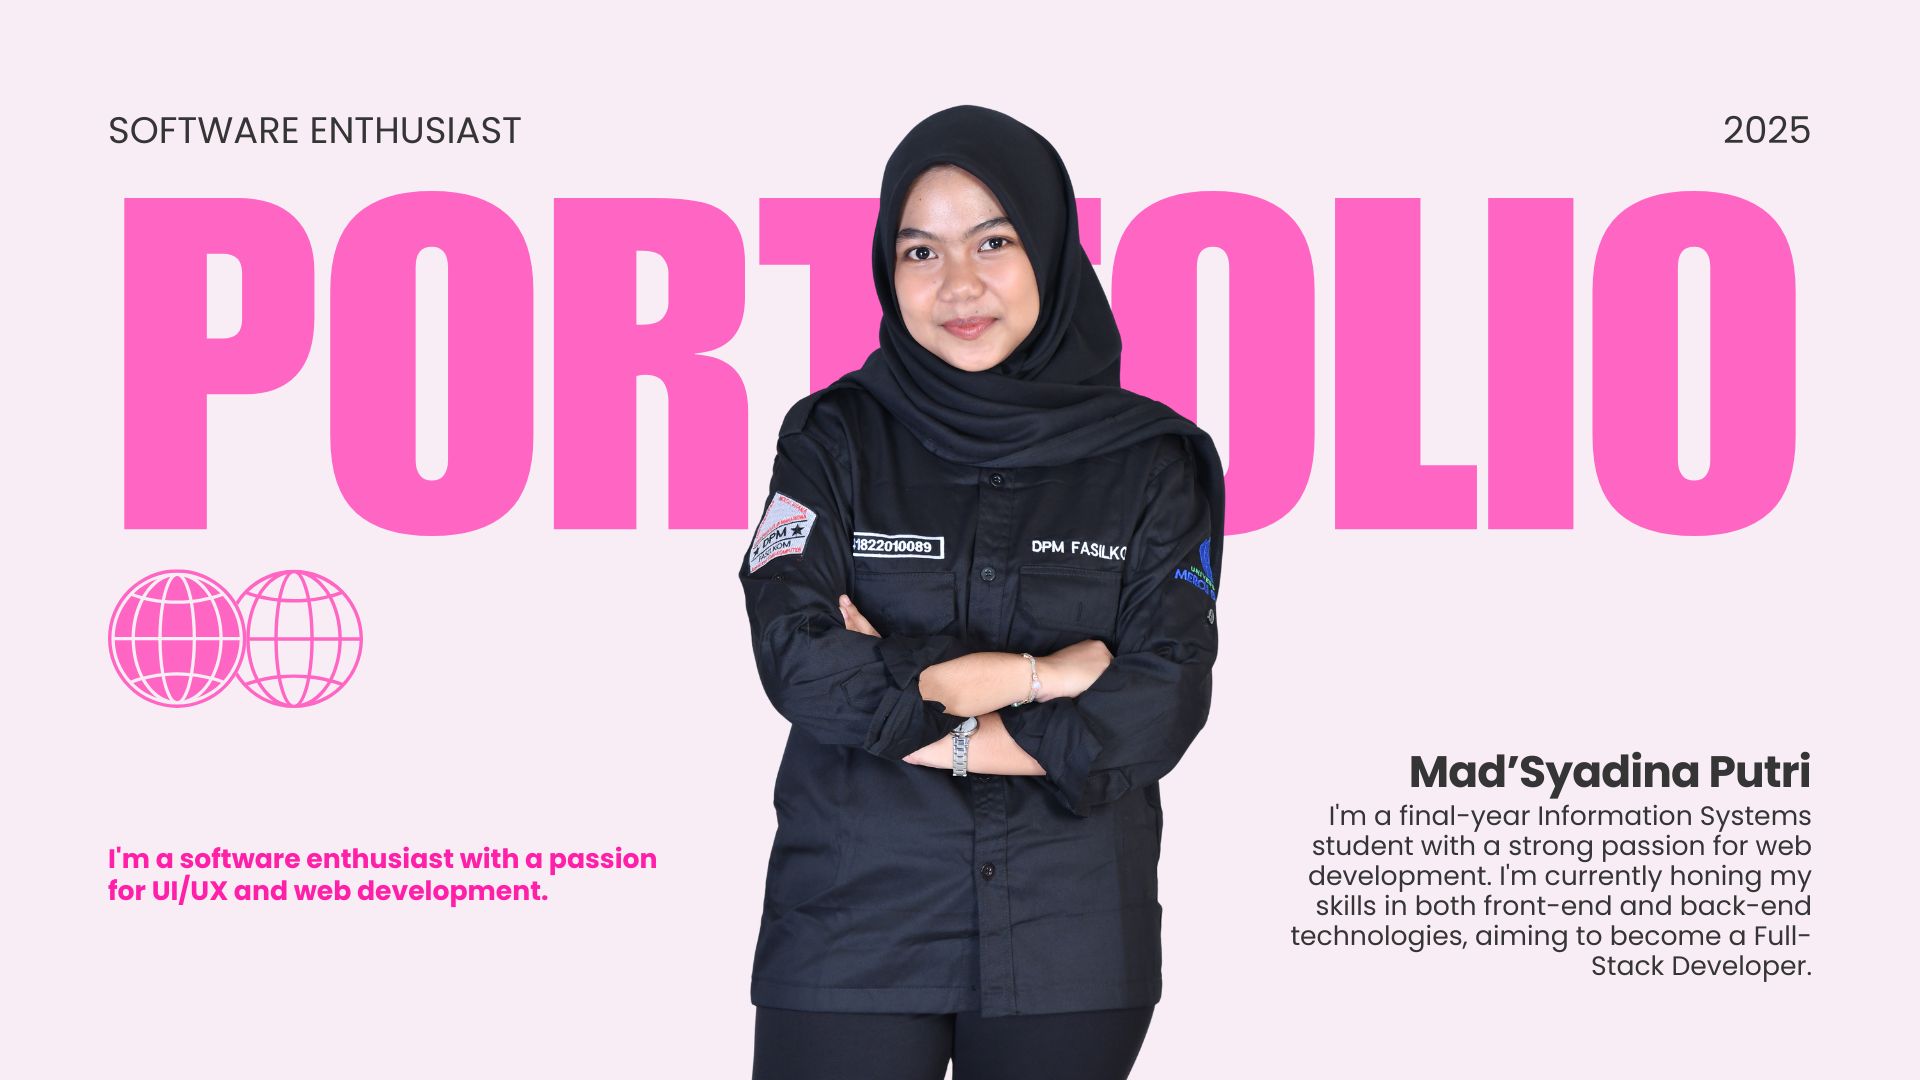 SOFTWARE ENTHUSIAST
2025
PORTFOLIO
DPM
FASILKOM
41822010089
DPM FASILKO
MERCU
Mad’Syadina Putri
I'm a final-year Information Systems
student with a strong passion for web
development. I'm currently honing my
skills in both front-end and back-end
technologies, aiming to become a Full-
Stack Developer.
I'm a software enthusiast with a passion
for UI/UX and web development.